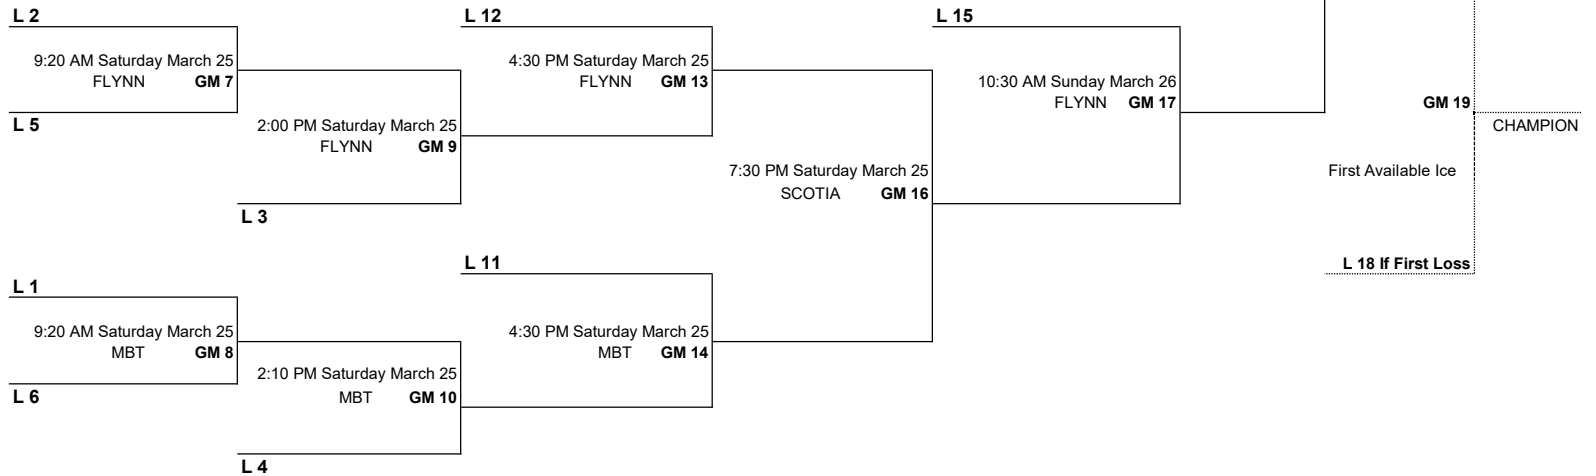 L 2
L 12
L 15
9:20 AM Saturday March 25
FLYNN GM 7
4:30 PM Saturday March 25
FLYNN GM 13
10:30 AM Sunday March 26
FLYNN GM 17
GM 19
L 5
2:00 PM Saturday March 25
FLYNN GM 9
CHAMPION
7:30 PM Saturday March 25
SCOTIA GM 16
First Available Ice
L 3
L 11
L 18 If First Loss
L 1
9:20 AM Saturday March 25
MBT GM 8
4:30 PM Saturday March 25
MBT GM 14
2:10 PM Saturday March 25
MBT GM 10
L 6
L 4